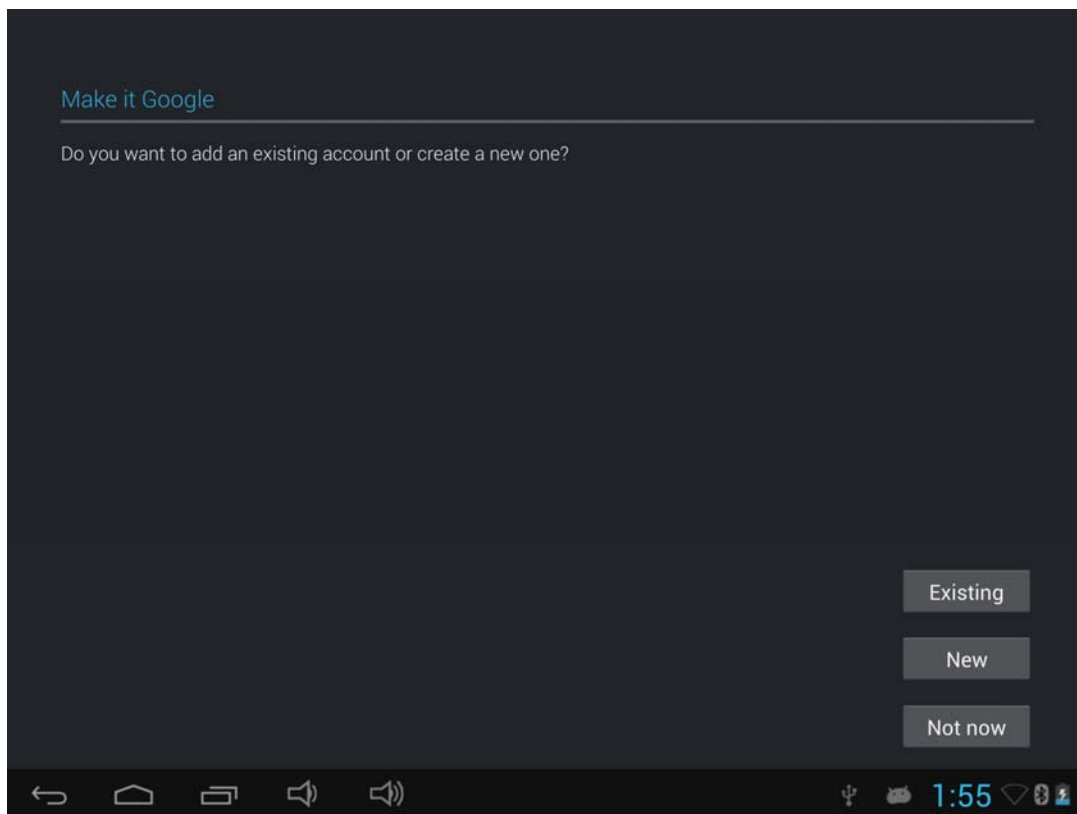 Make it Google
Do you want to add an existing account or create a new one?
Existing
New
Not now
1:55